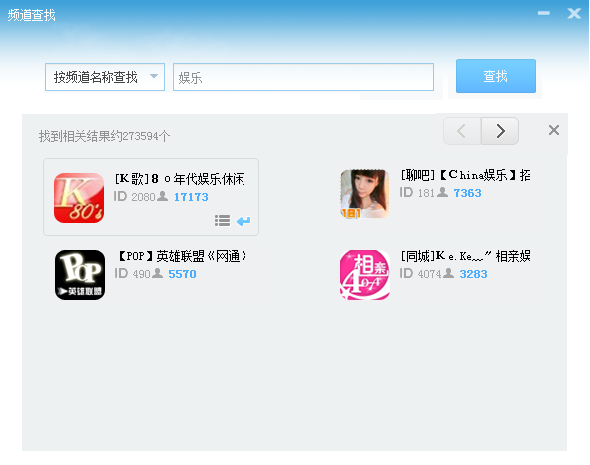 频道查找
按频道名称查找
娱乐
查找
找到相关结果约273594个
[K歌]８０年代娱乐休闲
ID 2080 17173
K
80's
[聊吧]【China娱乐】招
ID 181 7363
181
【POP】英雄联盟《网通》
ID 490 5570
POP
英雄联盟
[同城]Ｋe.Ke﹏〞相亲娱
ID 4074 3283
相亲
4074